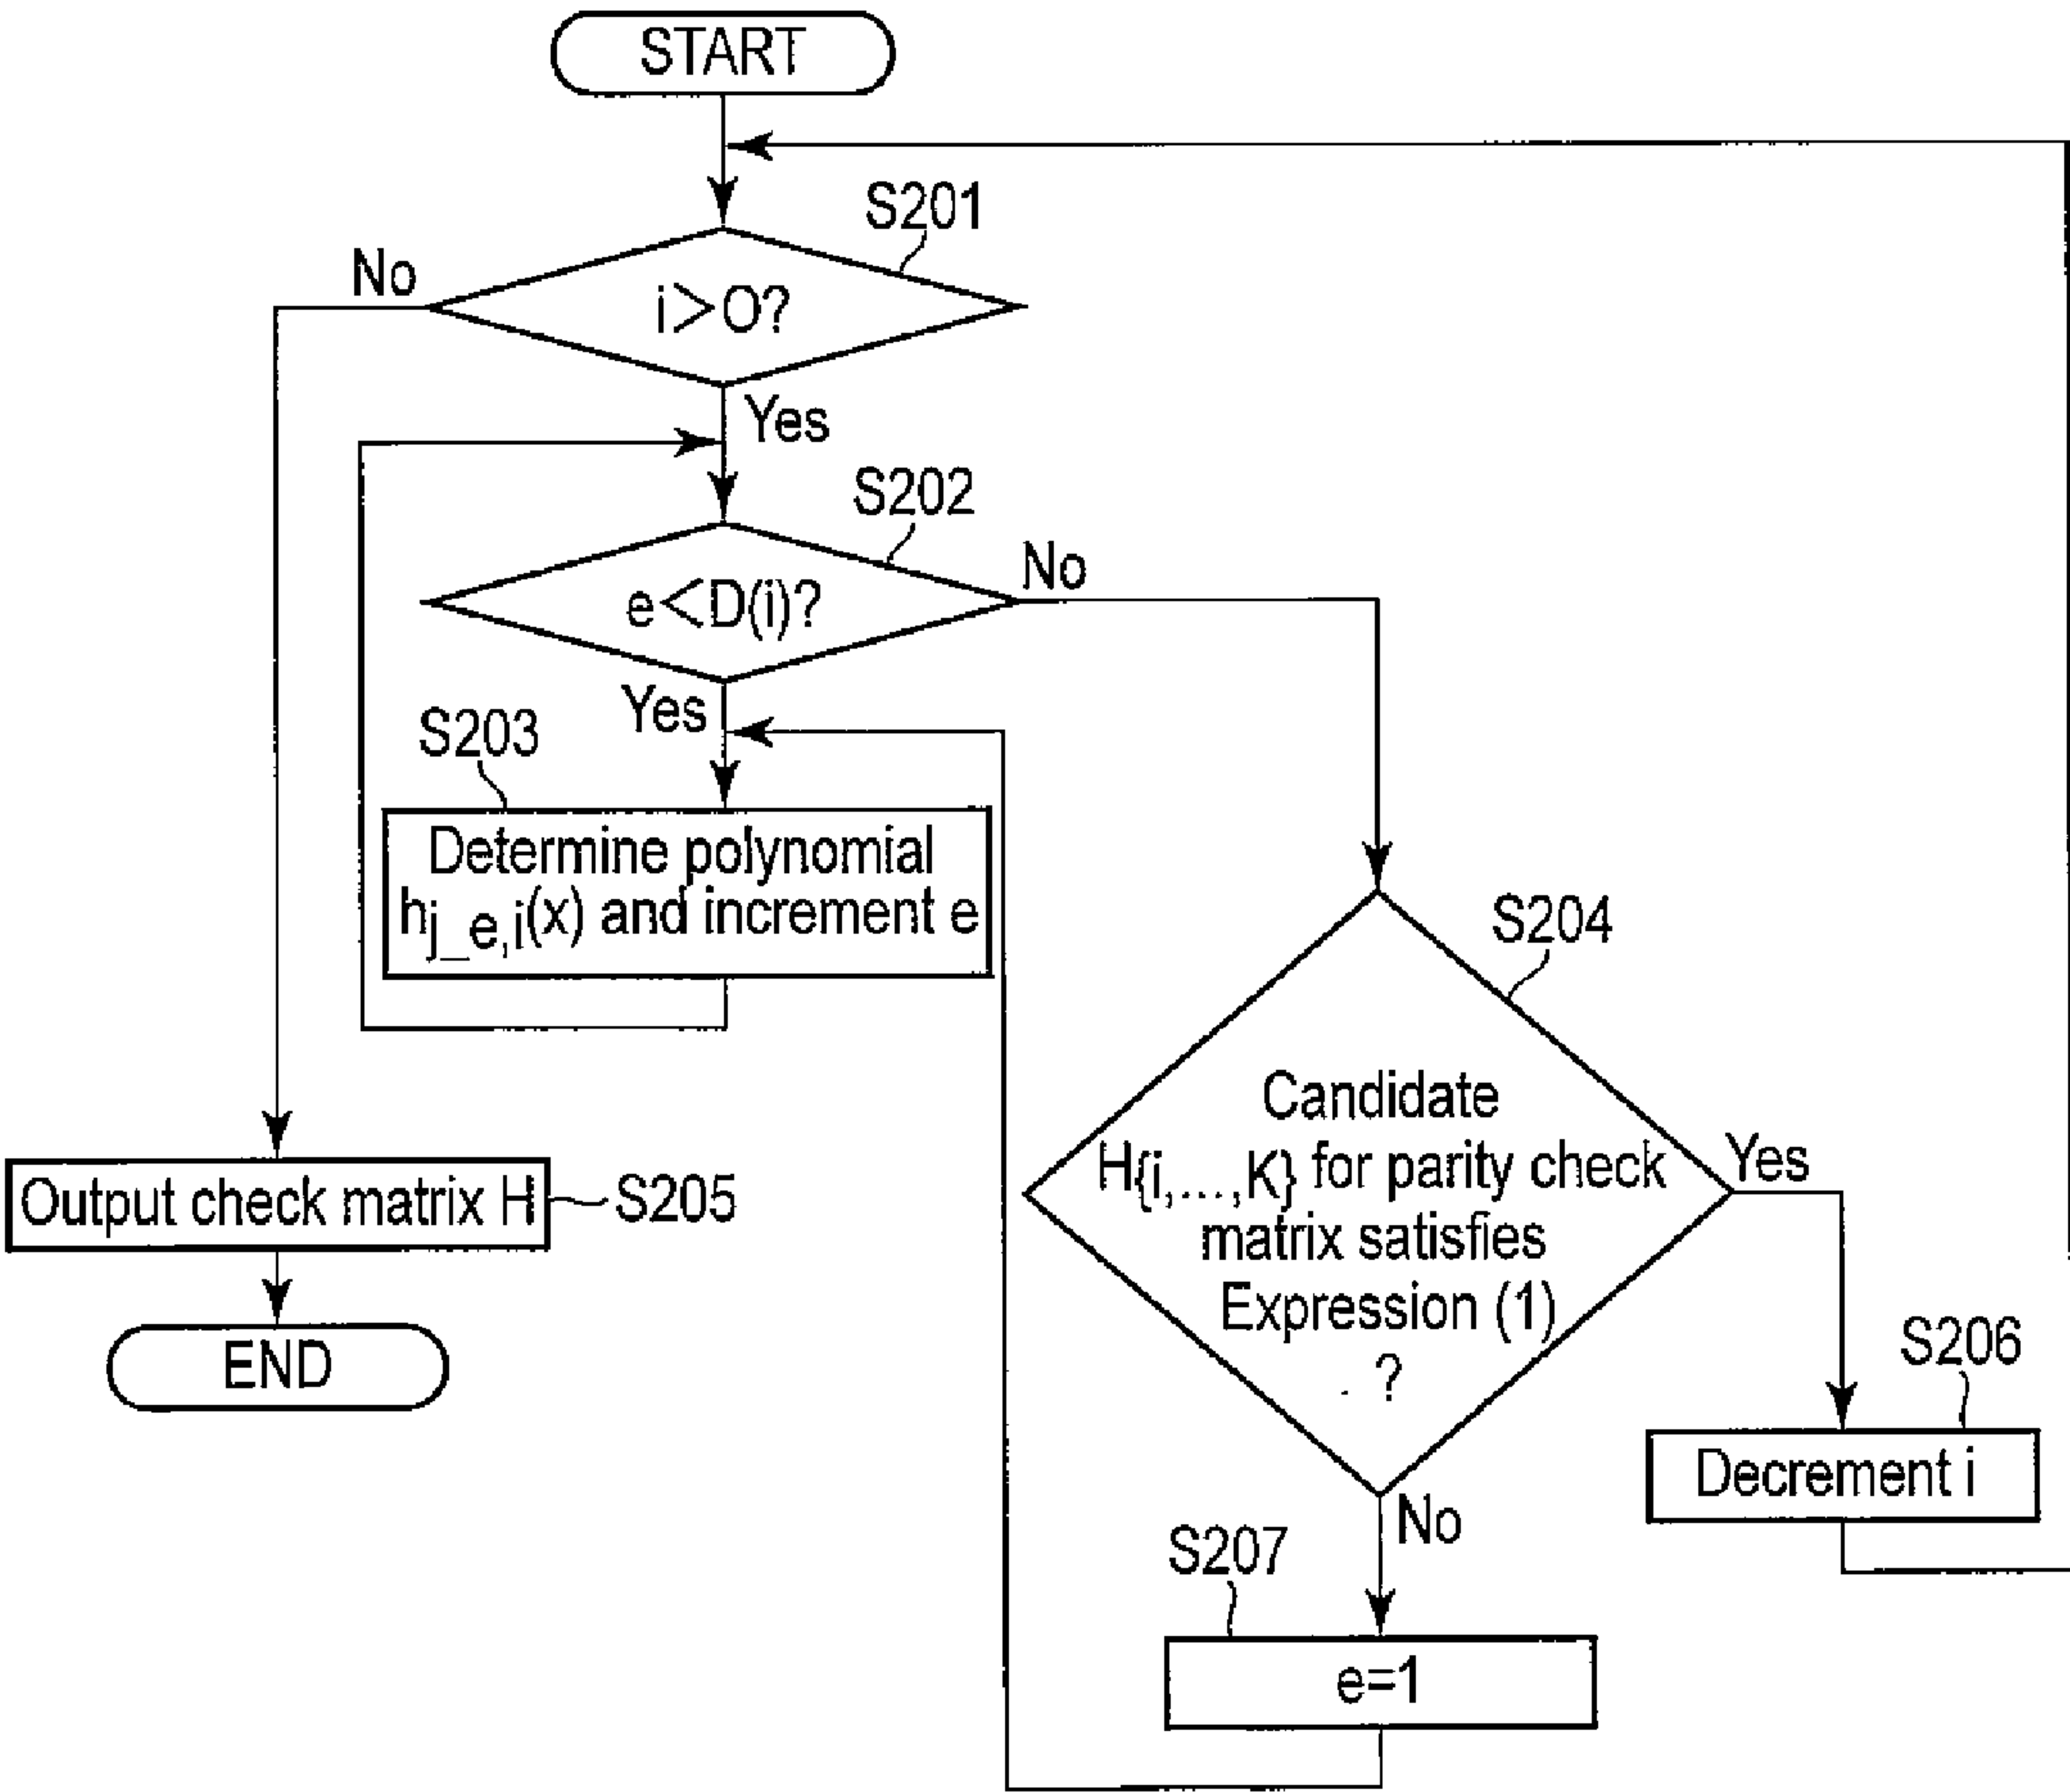 START
S201
No
i>0?
Yes
S202
No
e<D(i)?
Yes
S203
Determine polynomial
hj_e,i(x) and increment e
S204
Candidate
H{i,...,K} for parity check
matrix satisfies
Expression (1)
?
Yes
Output check matrix H
S205
END
S206
Decrement i
No
S207
e=1